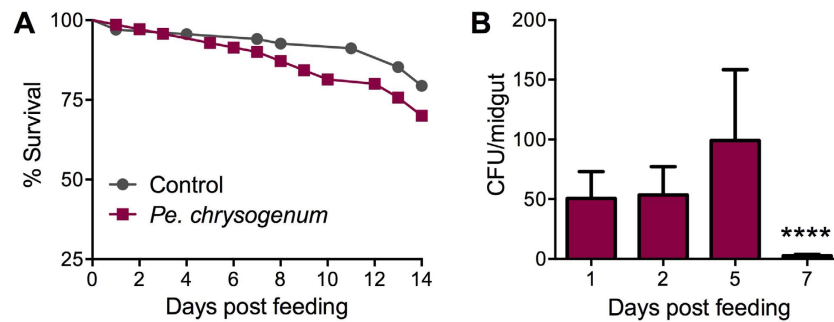 A
% Survival
100
75
50
25
Control
Pe. chrysogenum
0 2 4 6 8 10 12 14
Days post feeding
B
CFU/midgut
200
150
100
50
0
****
1 2 5 7
Days post feeding